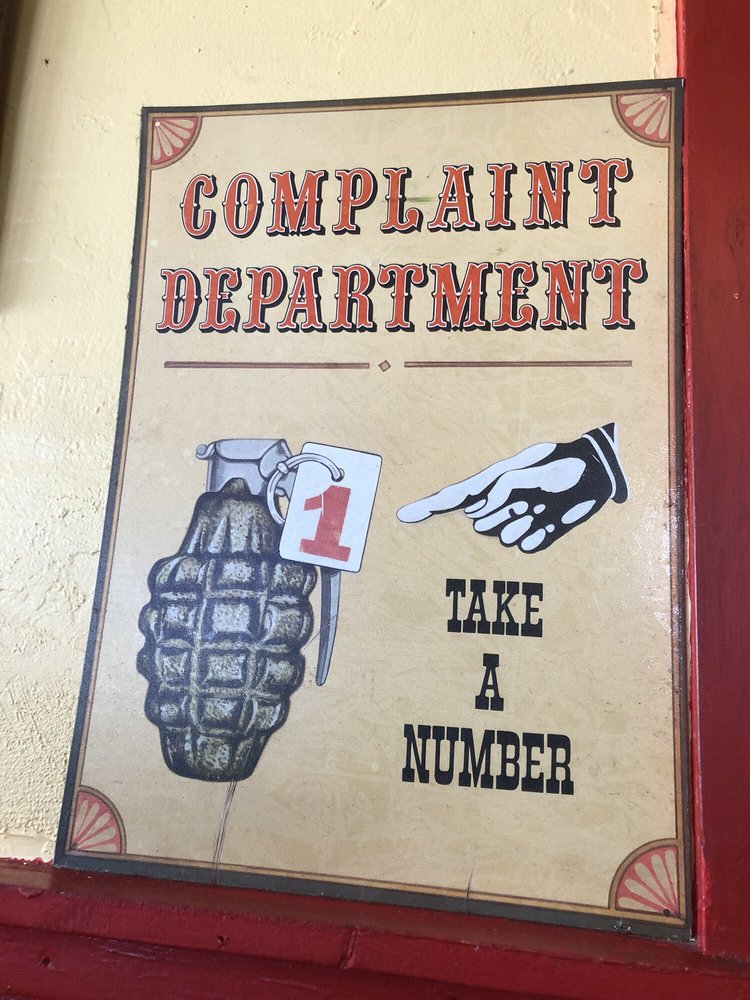 COMPLAINT
DEPARTMENT
1
TAKE
A
NUMBER